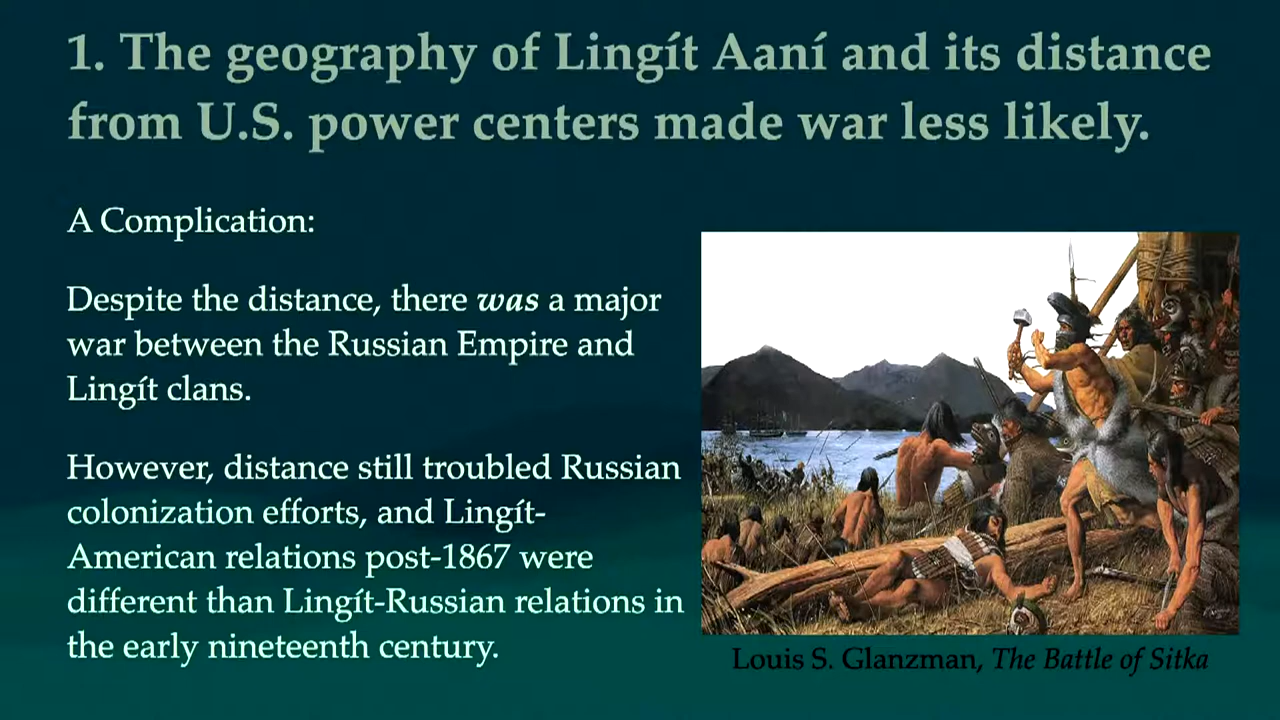 1. The geography of Lingít Aaní and its distance
from U.S. power centers made war less likely.
A Complication:
Despite the distance, there was a major
war between the Russian Empire and
Lingít clans.
However, distance still troubled Russian
colonization efforts, and Lingít-
American relations post-1867 were
different than Lingít-Russian relations in
the early nineteenth century.
Louis S. Glanzman, The Battle of Sitka